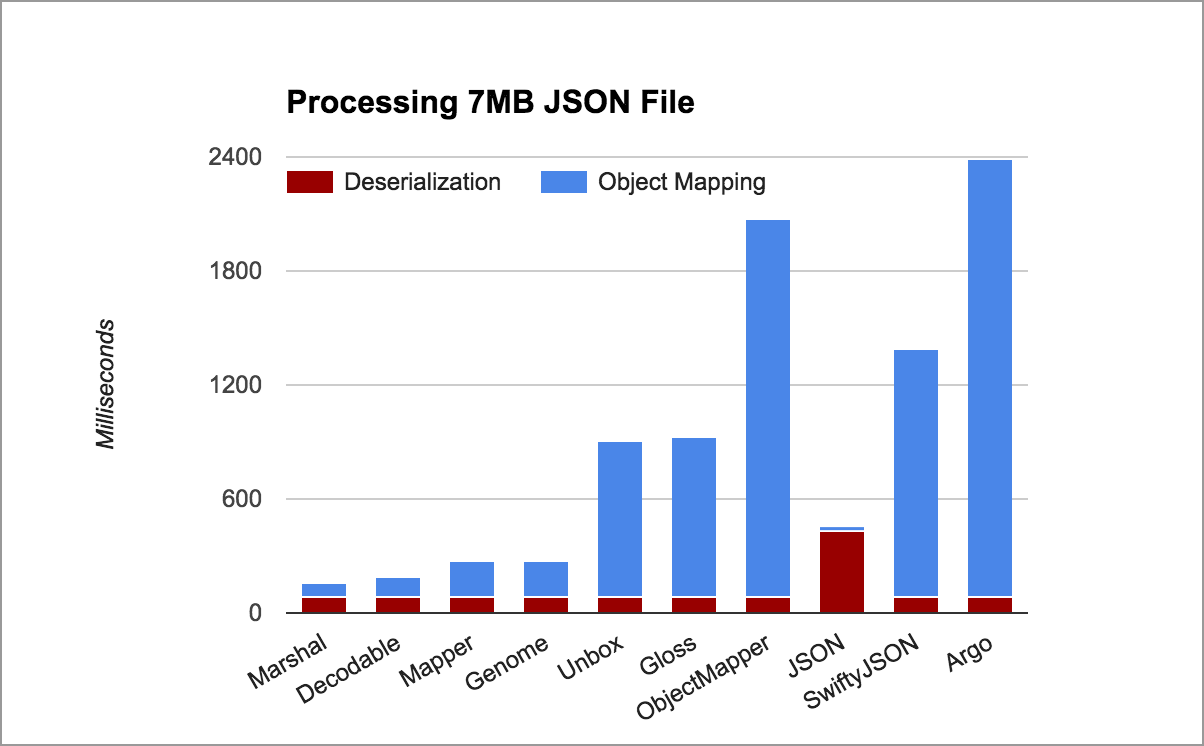 Processing 7MB JSON File
2400
Deserialization Object Mapping
1800
1200
600
0
Milliseconds
Marshal
Decodable
Mapper
Genome
Unbox
Gloss
ObjectMapper
JSON
SwiftyJSON
Argo